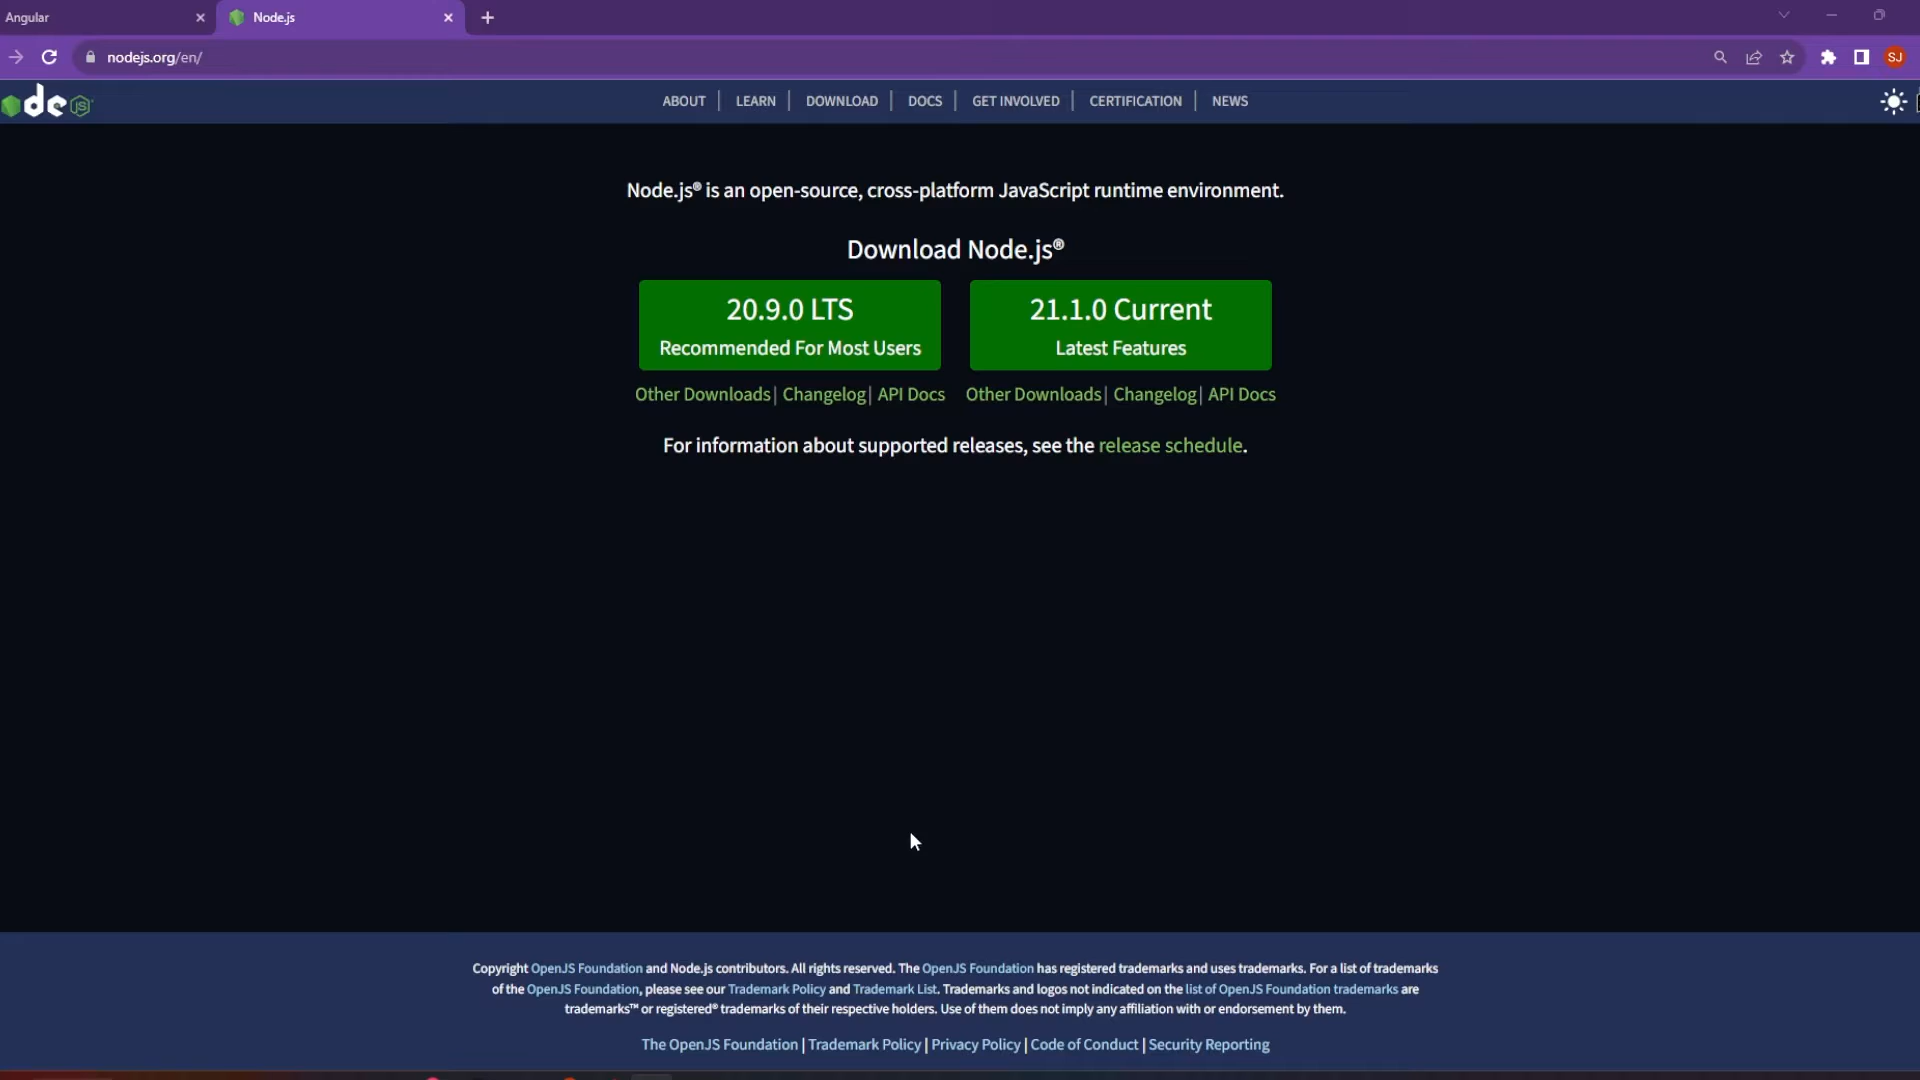 Angular
Node.js
nodejs.org/en/
SJ
de JS
ABOUT | LEARN | DOWNLOAD | DOCS | GET INVOLVED | CERTIFICATION | NEWS
Node.js® is an open-source, cross-platform JavaScript runtime environment.
Download Node.js®
20.9.0 LTS
Recommended For Most Users
21.1.0 Current
Latest Features
Other Downloads | Changelog | API Docs
Other Downloads | Changelog | API Docs
For information about supported releases, see the release schedule.
Copyright OpenJS Foundation and Node.js contributors. All rights reserved. The OpenJS Foundation has registered trademarks and uses trademarks. For a list of trademarks
of the OpenJS Foundation, please see our Trademark Policy and Trademark List. Trademarks and logos not indicated on the list of OpenJS Foundation trademarks are
trademarks™ or registered® trademarks of their respective holders. Use of them does not imply any affiliation with or endorsement by them.
The OpenJS Foundation | Trademark Policy | Privacy Policy | Code of Conduct | Security Reporting